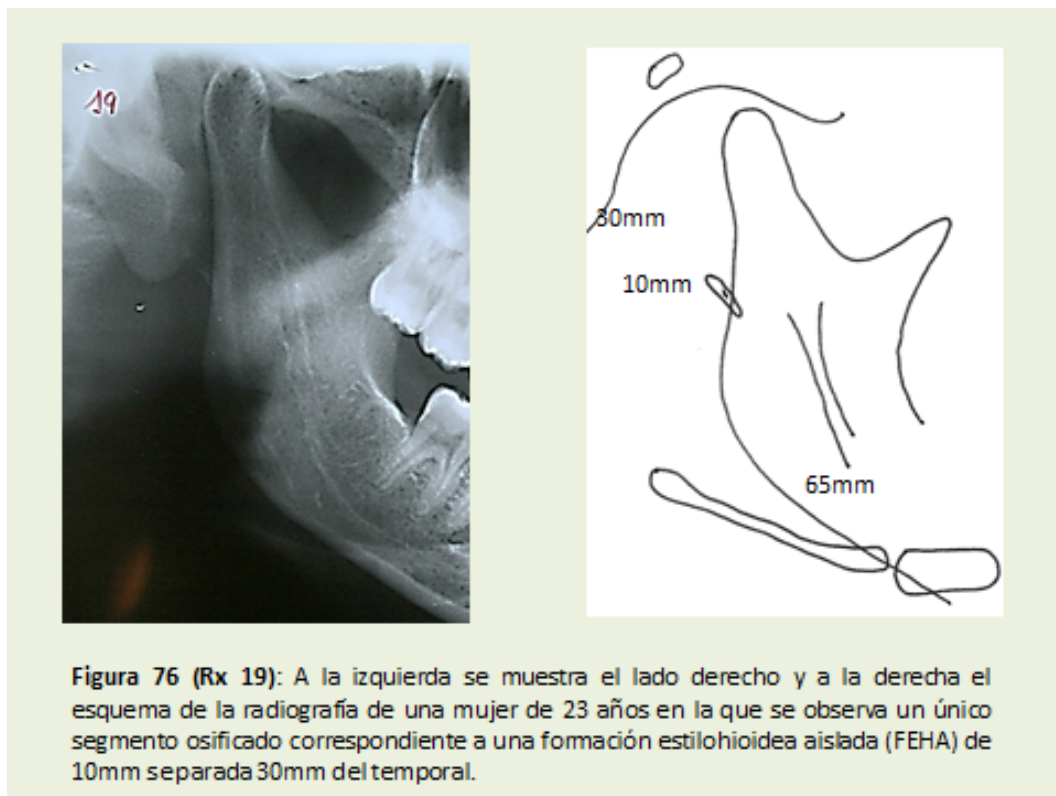 19
30mm
10mm
65mm
Figura 76 (Rx 19): A la izquierda se muestra el lado derecho y a la derecha el
esquema de la radiografía de una mujer de 23 años en la que se observa un único
segmento osificado correspondiente a una formación estilohioidea aislada (FEHA) de
10mm separada 30mm del temporal.